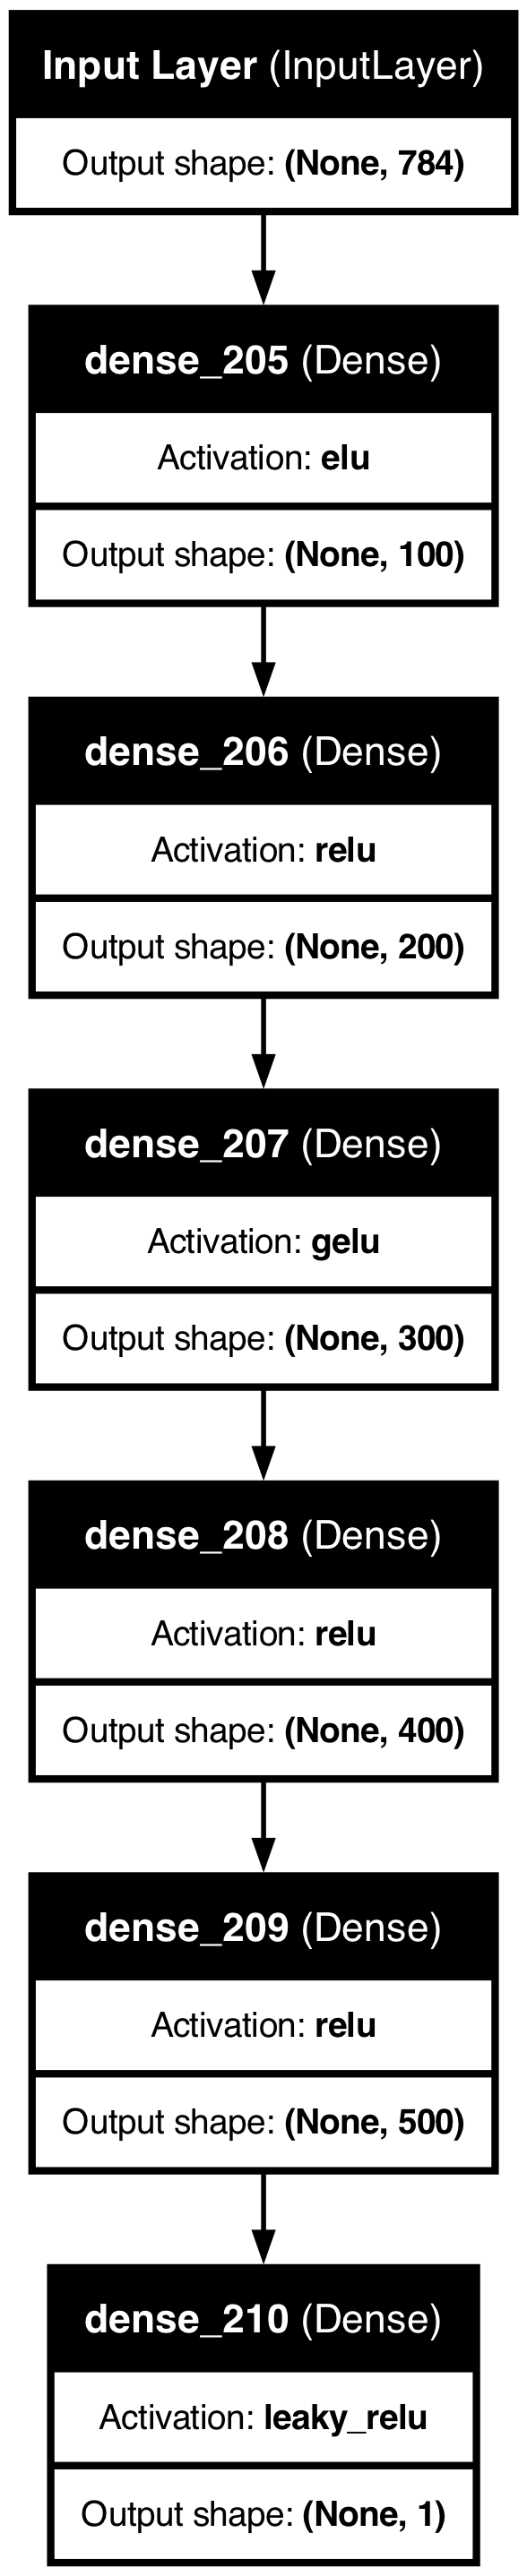 Input Layer (InputLayer)
Output shape: (None, 784)
dense_205 (Dense)
Activation: elu
Output shape: (None, 100)
dense_206 (Dense)
Activation: relu
Output shape: (None, 200)
dense_207 (Dense)
Activation: gelu
Output shape: (None, 300)
dense_208 (Dense)
Activation: relu
Output shape: (None, 400)
dense_209 (Dense)
Activation: relu
Output shape: (None, 500)
dense_210 (Dense)
Activation: leaky_relu
Output shape: (None, 1)